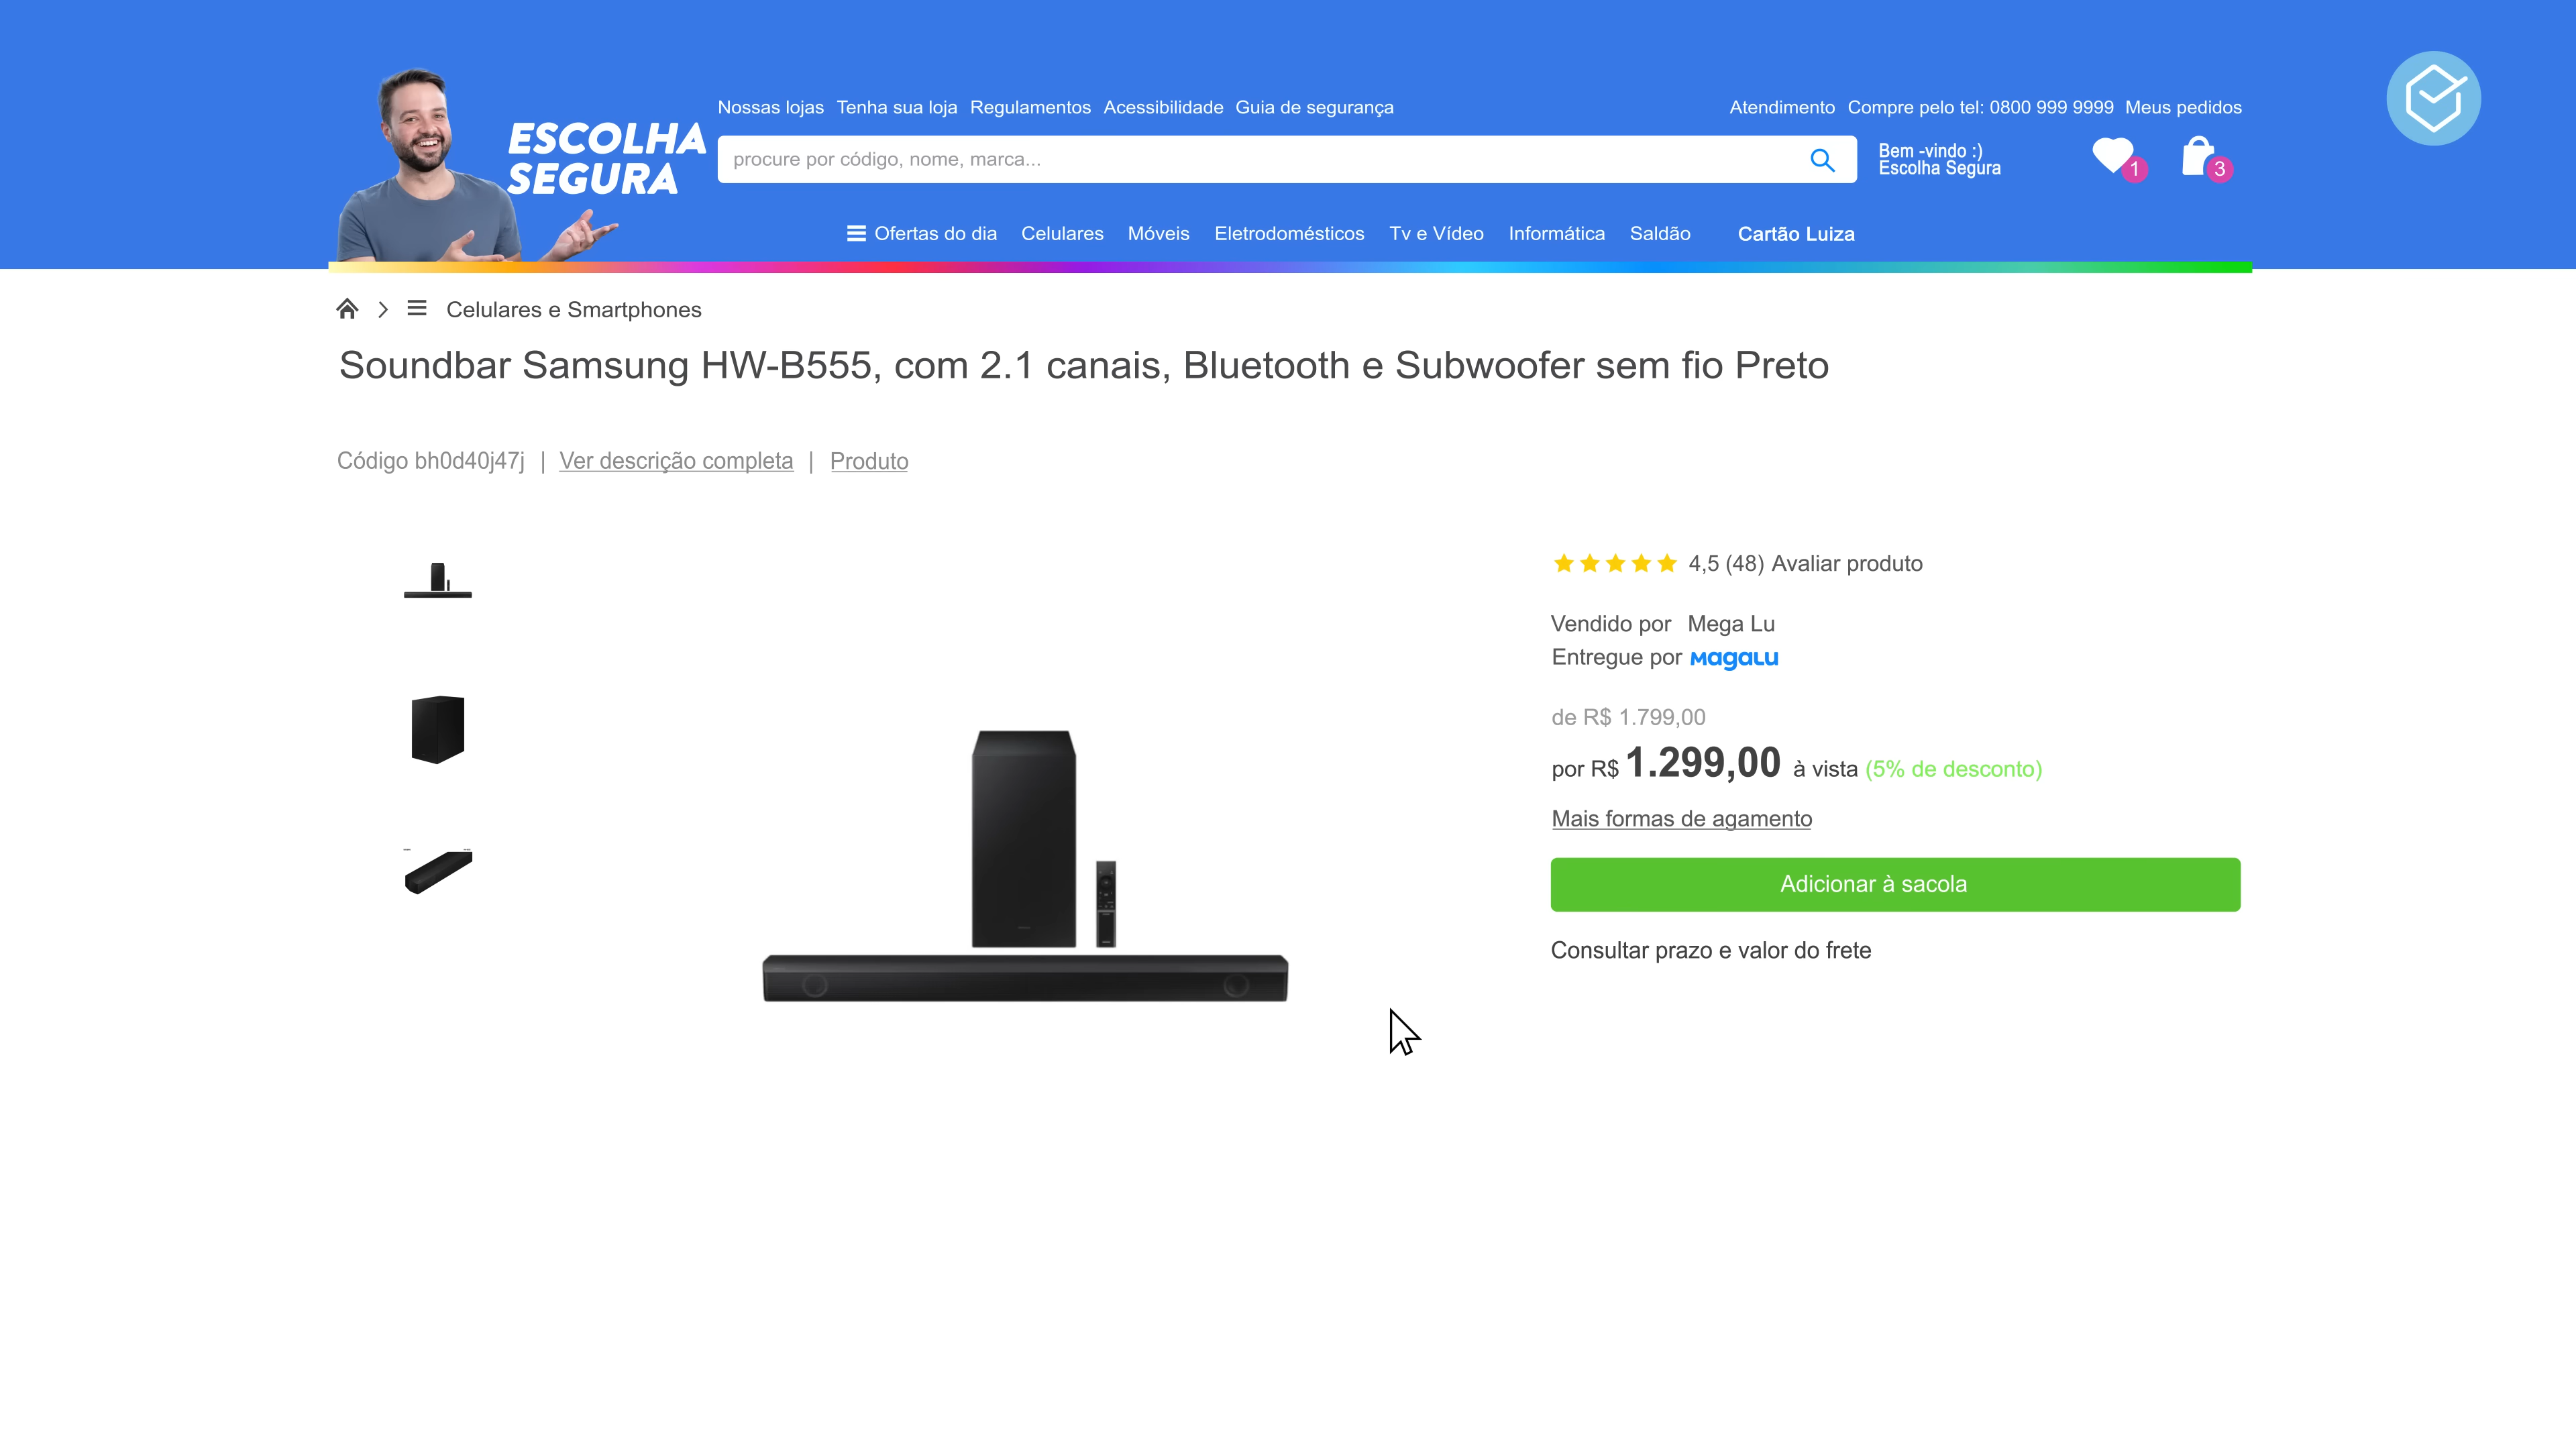 Nossas lojas Tenha sua loja Regulamentos Acessibilidade Guia de segurança
Atendimento Compre pelo tel: 0800 999 9999 Meus pedidos
ESCOLHA
SEGURA
procure por código, nome, marca...
Bem -vindo :)
Escolha Segura
1
3
Ofertas do dia Celulares Móveis Eletrodomésticos Tv e Vídeo Informática Saldão Cartão Luiza
Celulares e Smartphones
Soundbar Samsung HW-B555, com 2.1 canais, Bluetooth e Subwoofer sem fio Preto
Código bh0d40j47j | Ver descrição completa | Produto
4,5 (48) Avaliar produto
Vendido por Mega Lu
Entregue por Magalu
de R$ 1.799,00
por R$ 1.299,00 à vista (5% de desconto)
Mais formas de agamento
Adicionar à sacola
Consultar prazo e valor do frete